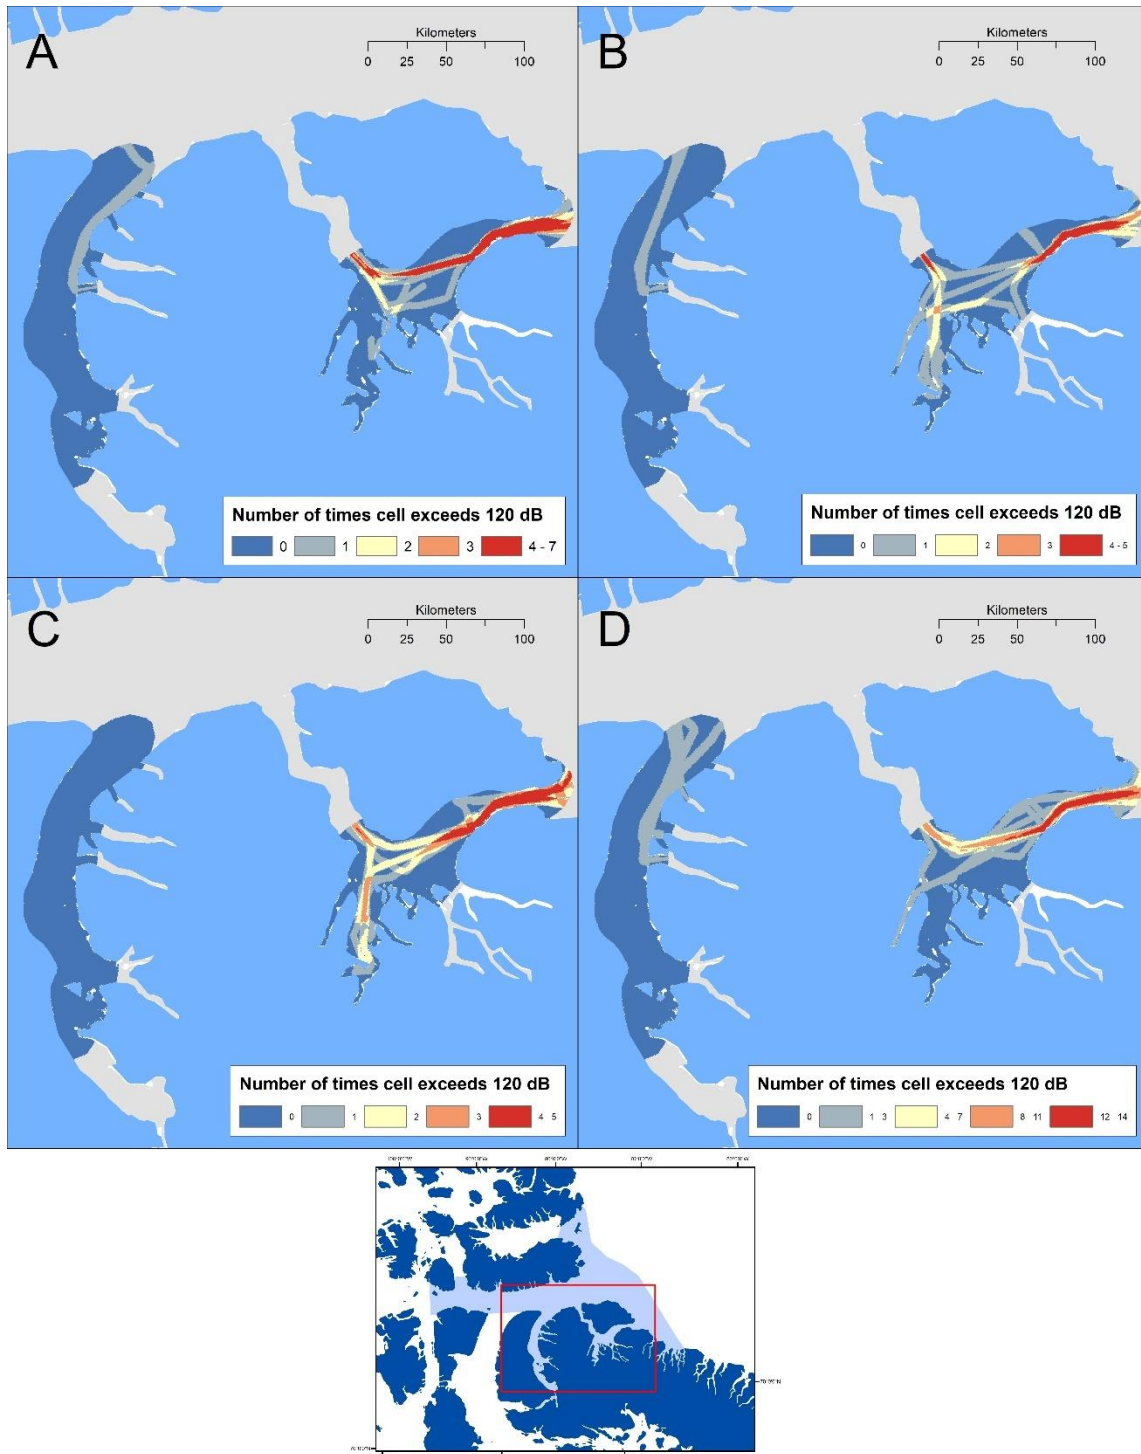 A
Kilometers
0 25 50 100
Number of times cell exceeds 120 dB
0 1 2 3 4 - 7
B
Kilometers
0 25 50 100
Number of times cell exceeds 120 dB
0 1 2 3 4 - 5
C
Kilometers
0 25 50 100
Number of times cell exceeds 120 dB
0 1 2 3 4 5
D
Kilometers
0 25 50 100
Number of times cell exceeds 120 dB
0 1 3 4 7 8 11 12 14